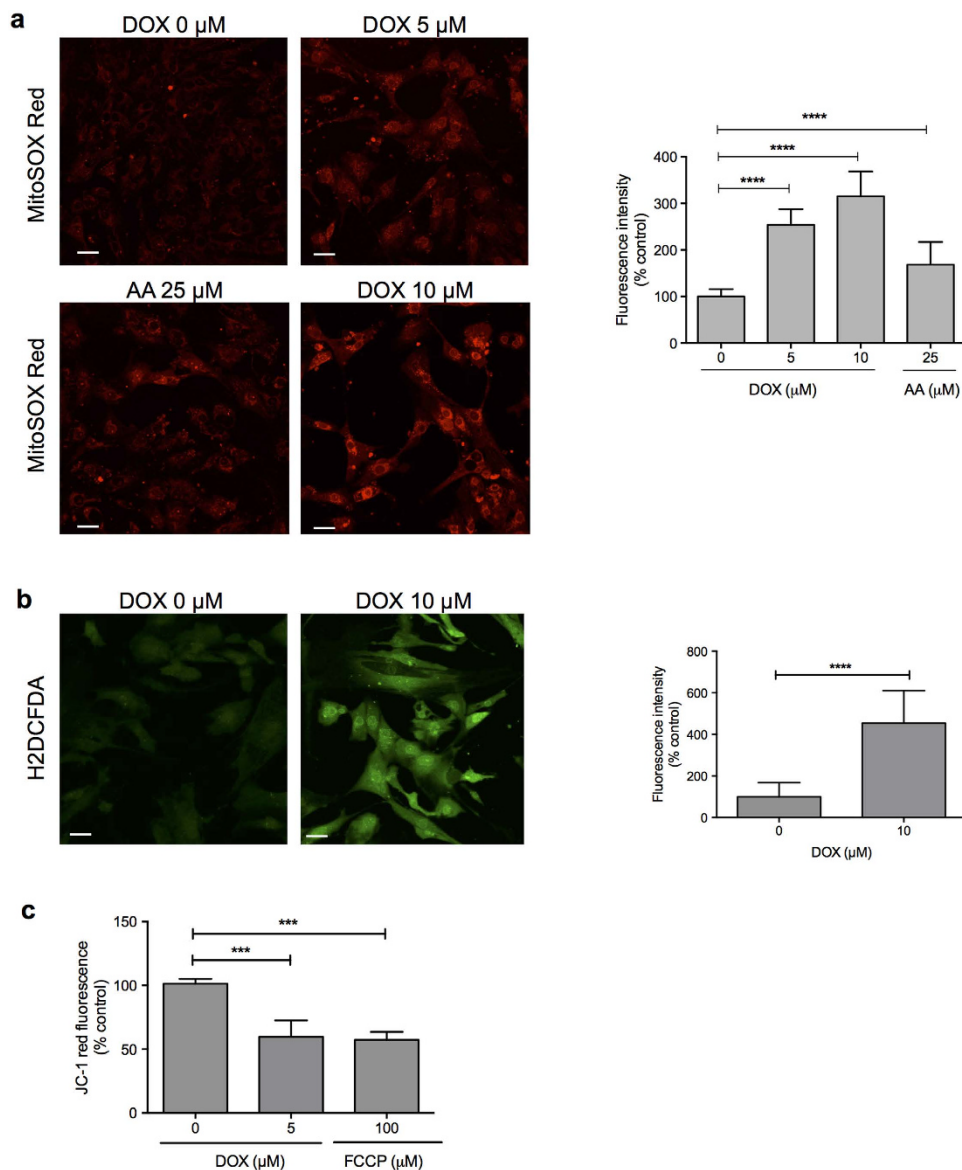 a
DOX 0 µM
DOX 5 µM
MitoSOX Red
AA 25 µM
DOX 10 µM
MitoSOX Red
****
****
****
Fluorescence intensity
(% control)
400
300
200
100
0
0 5 10 25
DOX (µM) AA (µM)
b
DOX 0 µM
DOX 10 µM
H2DCFDA
****
Fluorescence intensity
(% control)
800
600
400
200
0
0 10
DOX (µM)
c
***
***
JC-1 red fluorescence
(% control)
150
100
50
0
0 5 100
DOX (µM) FCCP (µM)